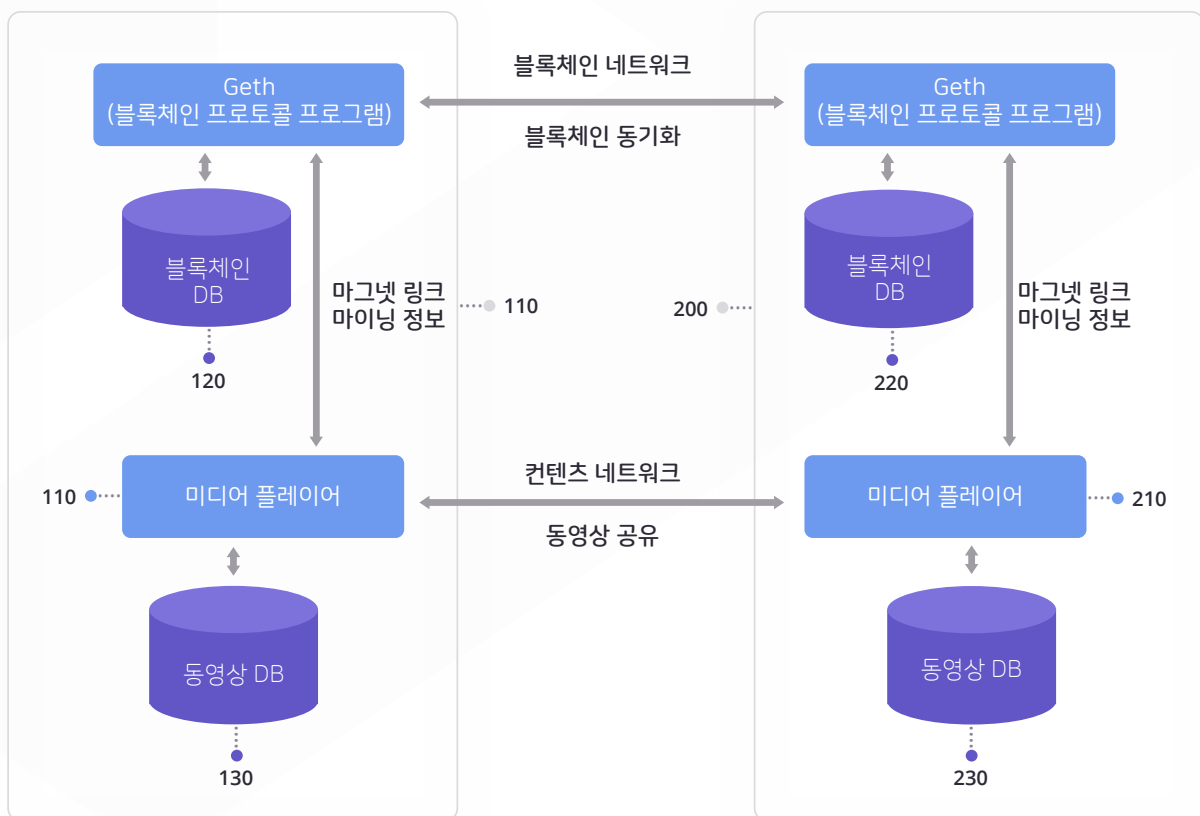 Geth
(블록체인 프로토콜 프로그램)
블록체인 네트워크
블록체인 동기화
Geth
(블록체인 프로토콜 프로그램)
블록체인
DB
120
마그넷 링크
마이닝 정보
110
200
블록체인
DB
220
마그넷 링크
마이닝 정보
110
미디어 플레이어
컨텐츠 네트워크
동영상 공유
미디어 플레이어
210
동영상 DB
130
동영상 DB
230